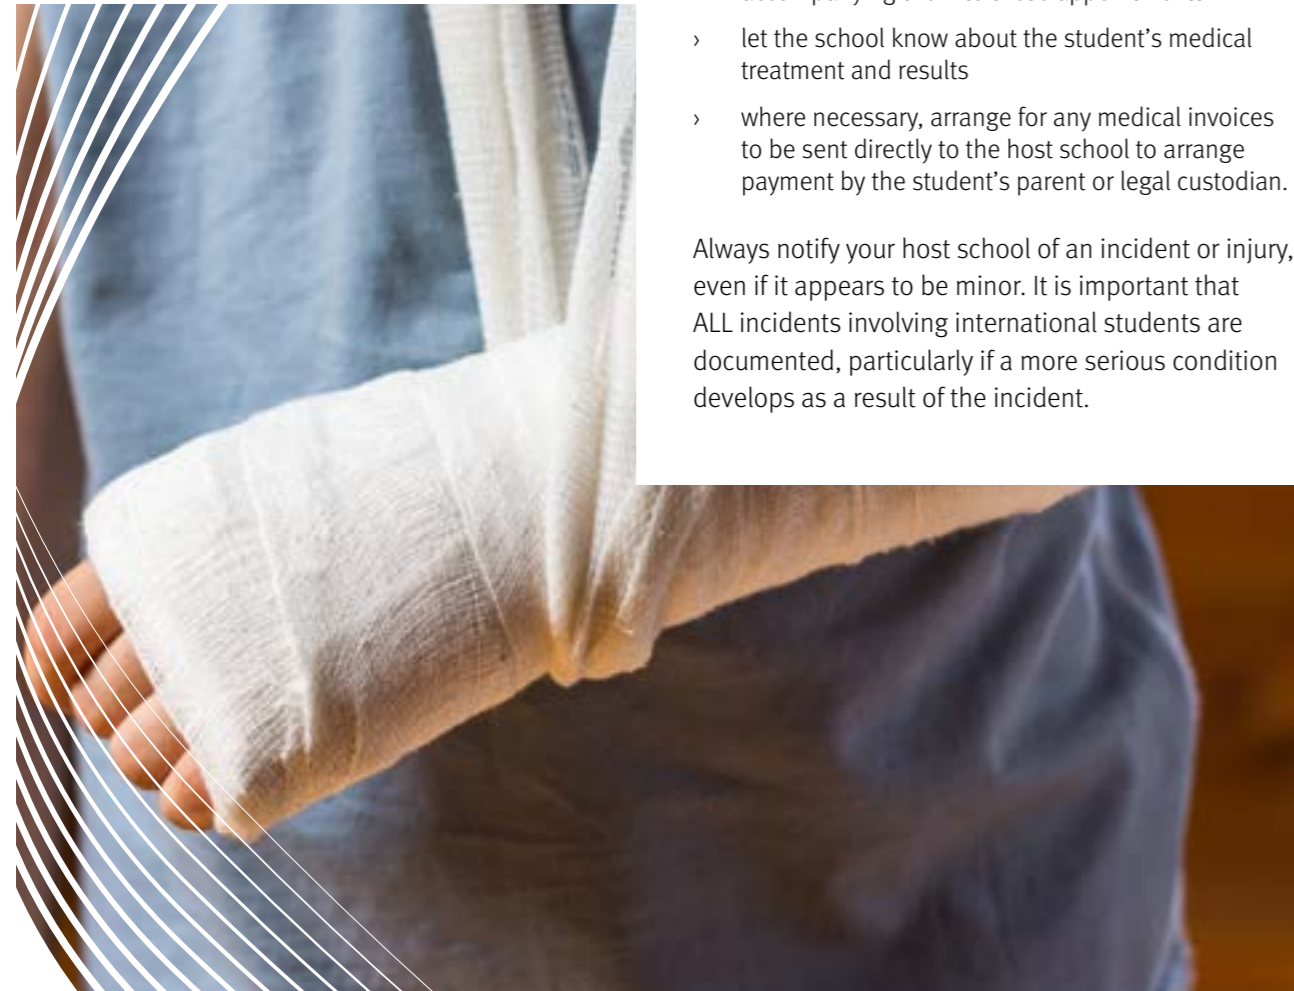 › let the school know about the student’s medical
treatment and results
› where necessary, arrange for any medical invoices
to be sent directly to the host school to arrange
payment by the student’s parent or legal custodian.
Always notify your host school of an incident or injury,
even if it appears to be minor. It is important that
ALL incidents involving international students are
documented, particularly if a more serious condition
develops as a result of the incident.